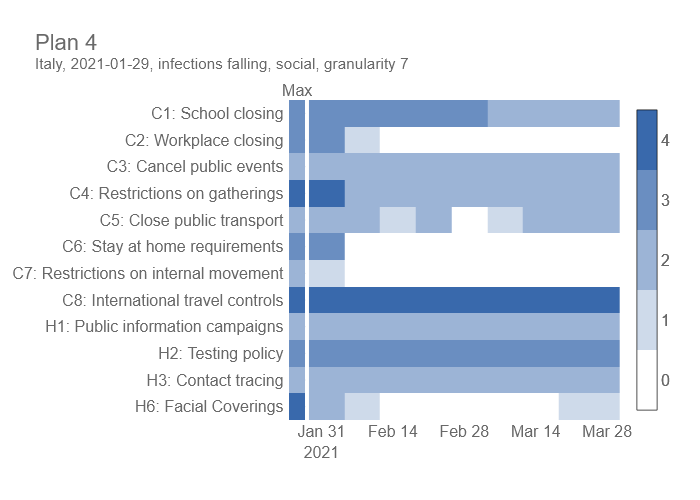 Plan 4
Italy, 2021-01-29, infections falling, social, granularity 7
Max
C1: School closing
C2: Workplace closing
C3: Cancel public events
C4: Restrictions on gatherings
C5: Close public transport
C6: Stay at home requirements
C7: Restrictions on internal movement
C8: International travel controls
H1: Public information campaigns
H2: Testing policy
H3: Contact tracing
H6: Facial Coverings
Jan 31 Feb 14 Feb 28 Mar 14 Mar 28
2021
4
3
2
1
0